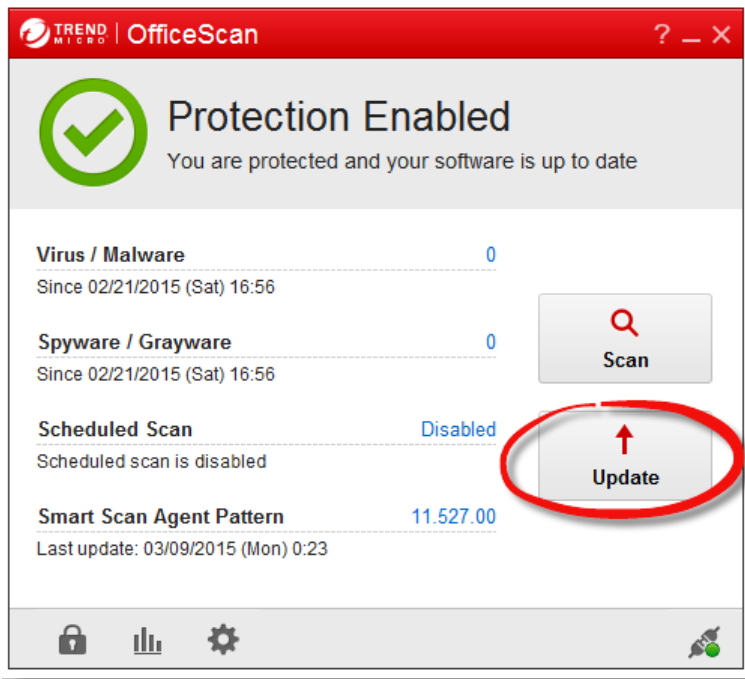 TREND MICRO | OfficeScan
Protection Enabled
You are protected and your software is up to date
Virus / Malware 0
Since 02/21/2015 (Sat) 16:56
Spyware / Grayware 0
Since 02/21/2015 (Sat) 16:56
Scheduled Scan Disabled
Scheduled scan is disabled
Smart Scan Agent Pattern 11.527.00
Last update: 03/09/2015 (Mon) 0:23
Scan
Update